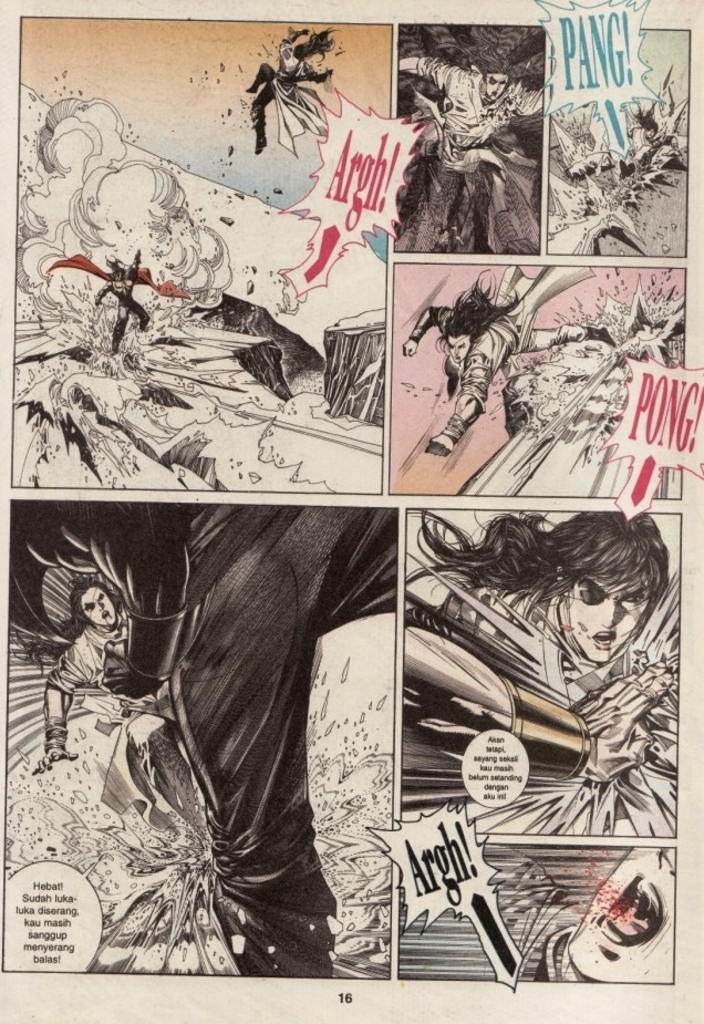 Argh!
PANG!
PONG!
Hebat!
Sudah luka-
luka diserang,
kau masih
sanggup
menyerang
balas!
Akan
tetapi,
sayang sekali
kau masih
belum setanding
dengan
aku ini!
Argh!
16